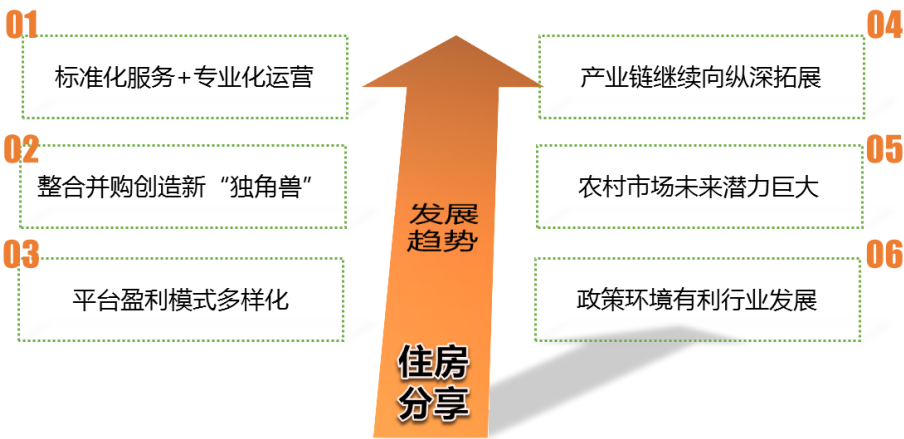 01
标准化服务+专业化运营
02
整合并购创造新“独角兽”
03
平台盈利模式多样化
发展
趋势
住房
分享
04
产业链继续向纵深拓展
05
农村市场未来潜力巨大
06
政策环境有利行业发展